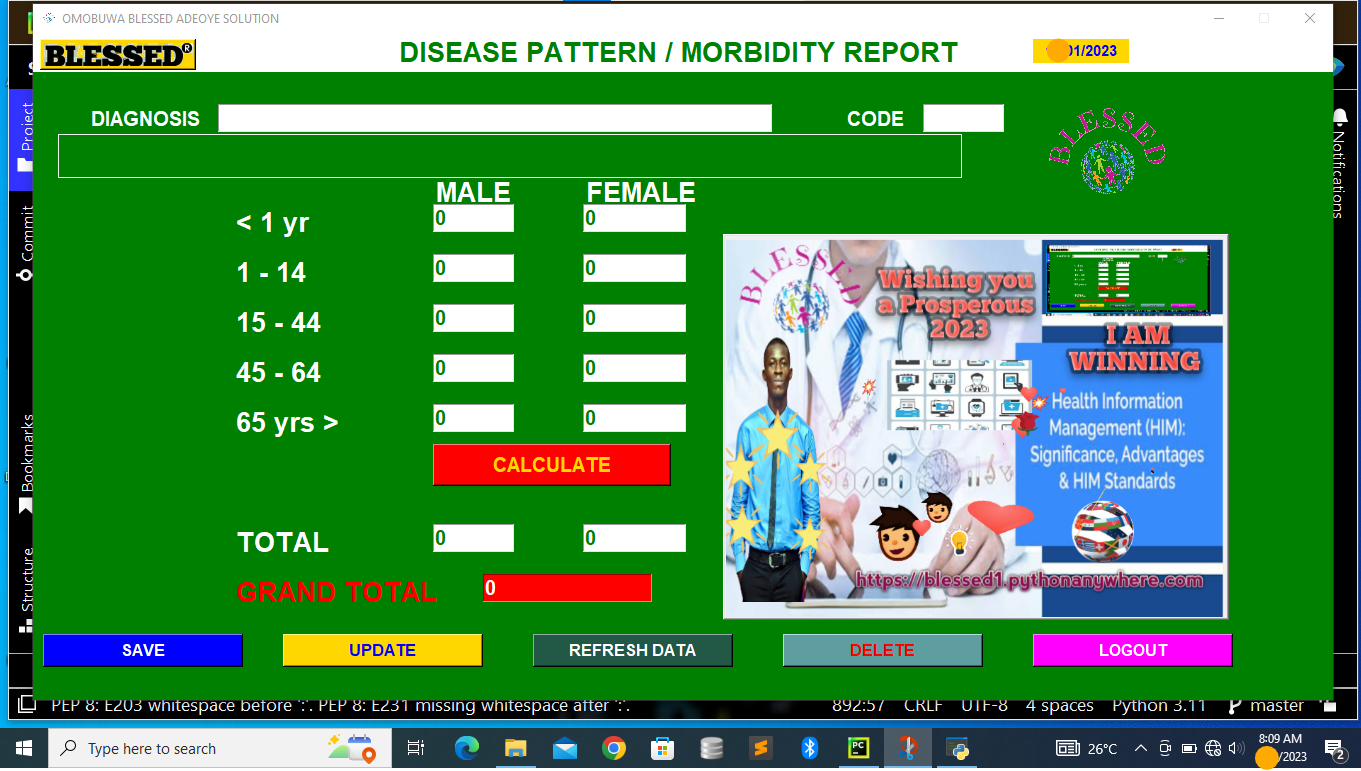 OMOBUWA BLESSED ADEOYE SOLUTION
BLESSED®
DISEASE PATTERN / MORBIDITY REPORT
01/2023
DIAGNOSIS
CODE
BLESSED
MALE
FEMALE
< 1 yr
0
0
1 - 14
0
0
15 - 44
0
0
45 - 64
0
0
65 yrs >
0
0
CALCULATE
TOTAL
0
0
GRAND TOTAL
0
BLESSED
Wishing you
a Prosperous
2023
I AM
WINNING
Health Information
Management (HIM):
Significance, Advantages
& HIM Standards
https://blessed1.pythonanywhere.com
SAVE
UPDATE
REFRESH DATA
DELETE
LOGOUT
Project
Commit
Bookmarks
Structure
Notifications
PEP 8: E203 whitespace before ':'. PEP 8: E231 missing whitespace after ':'.
892:57
CRLF
UTF-8
4 spaces
Python 3.11
master
Type here to search
PC
26°C
8:09 AM
/2023
2